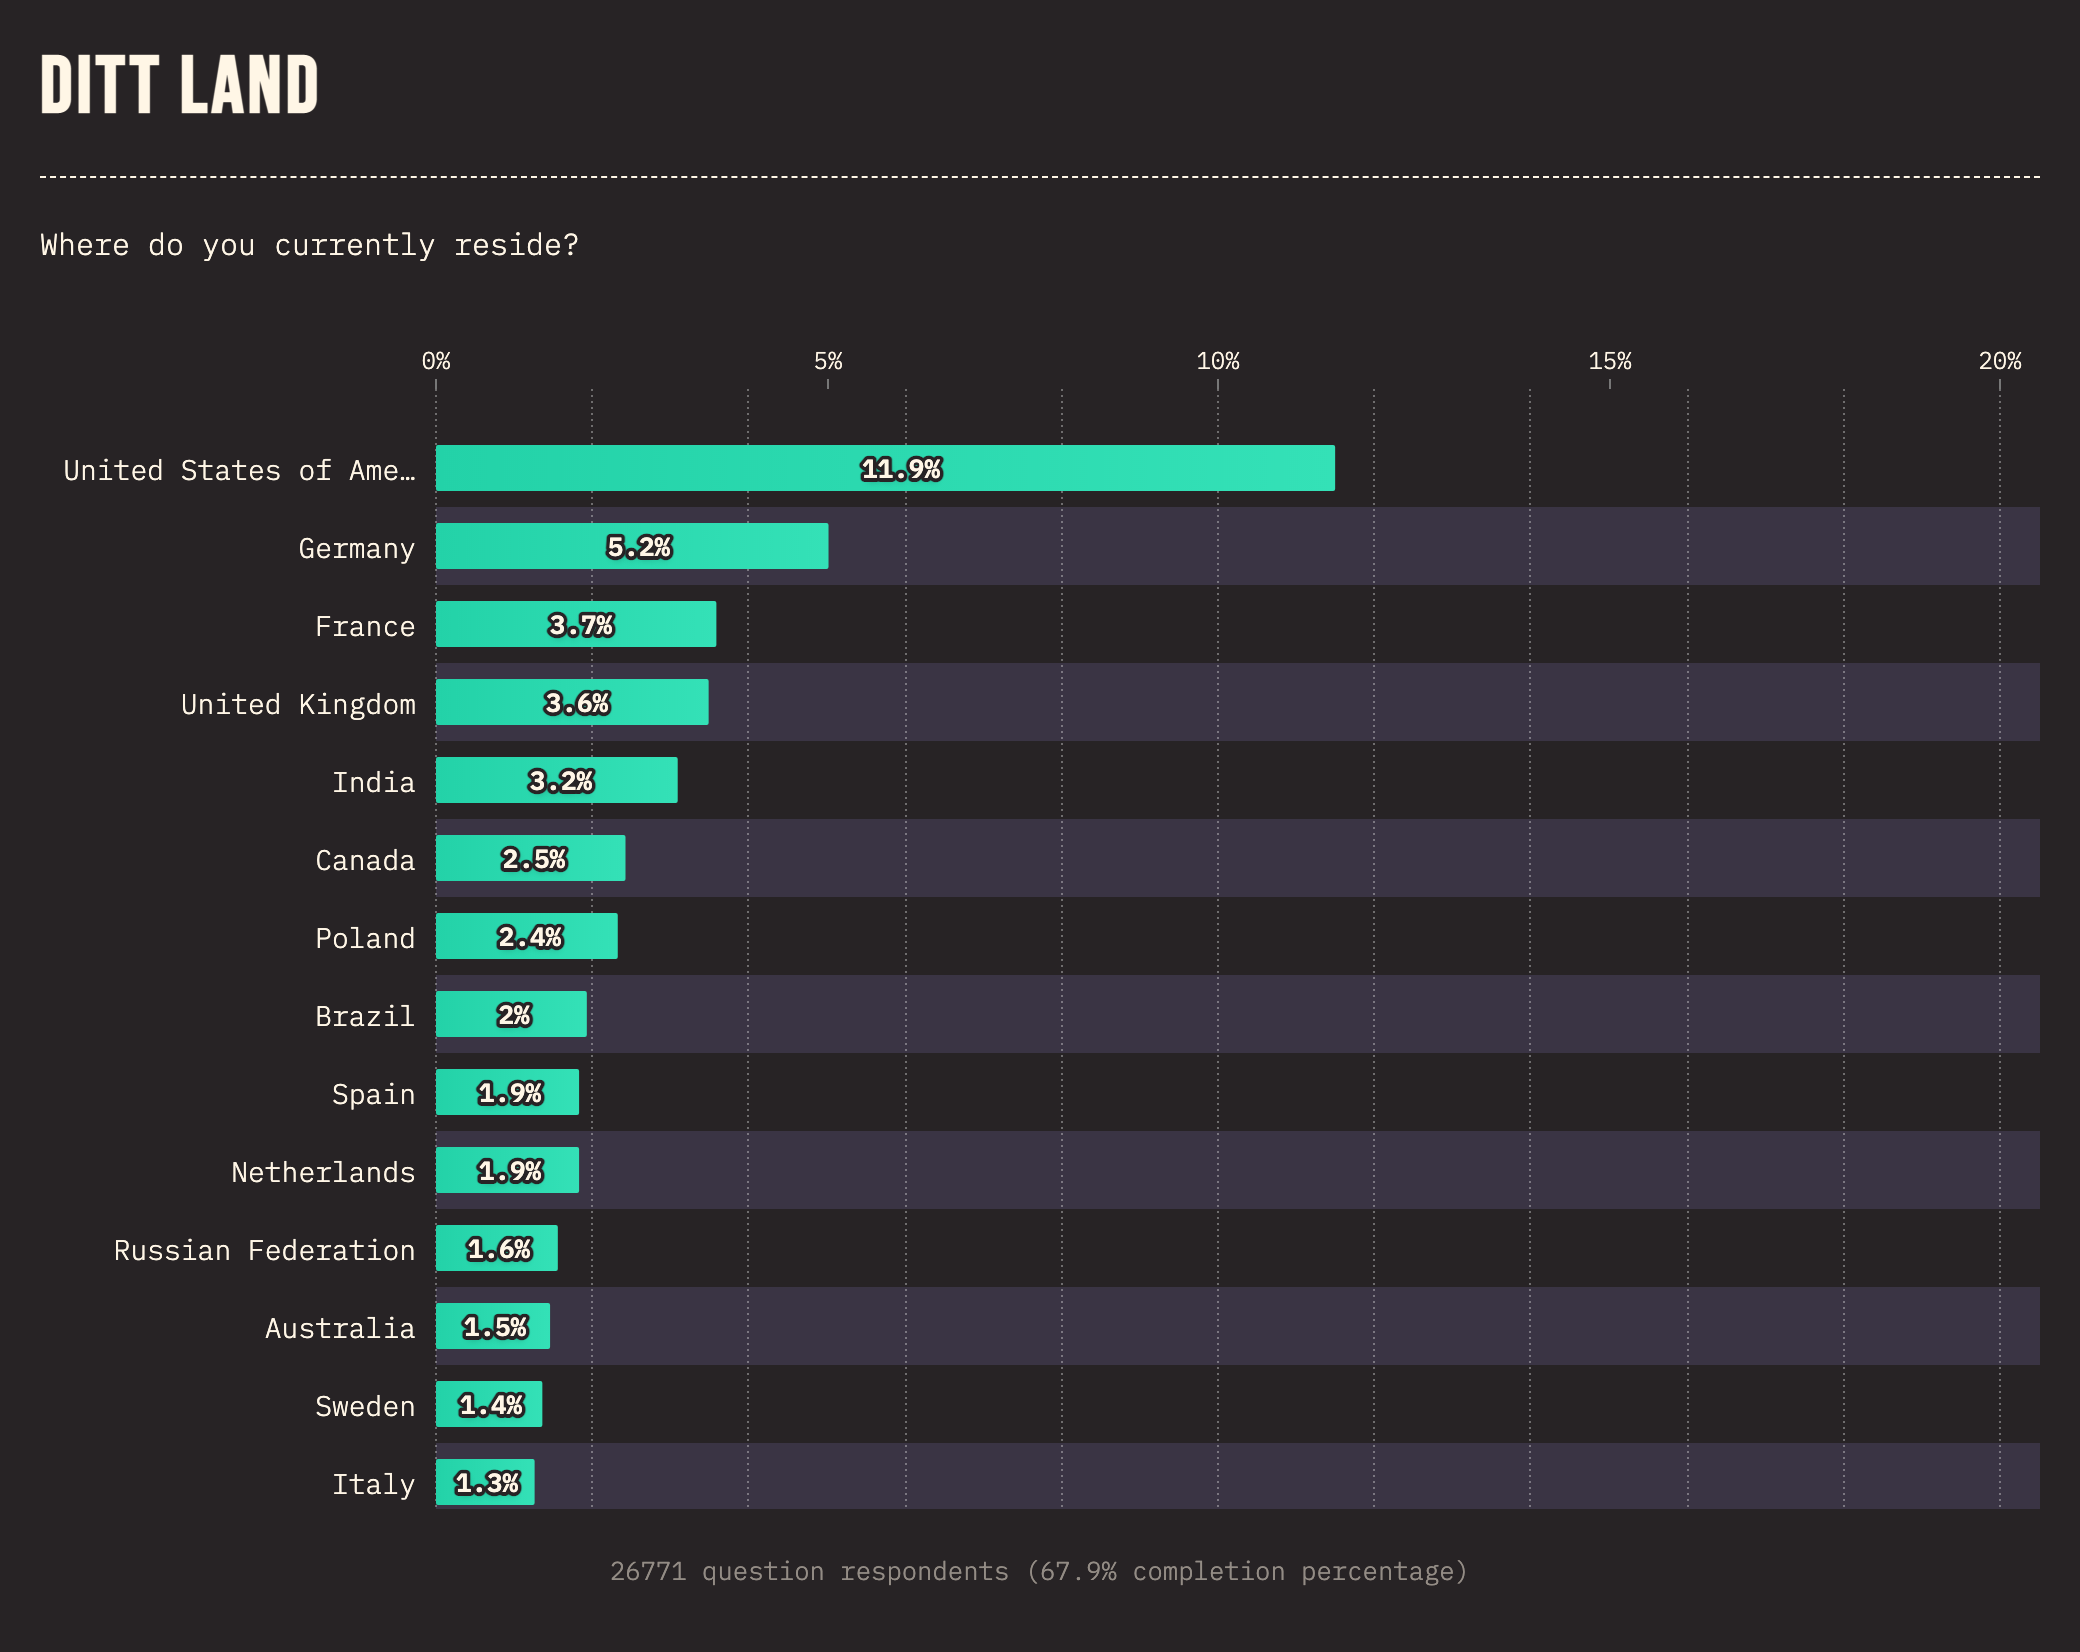 DITT LAND
Where do you currently reside?
0% 5% 10% 15% 20%
United States of Ame… 11.9%
Germany 5.2%
France 3.7%
United Kingdom 3.6%
India 3.2%
Canada 2.5%
Poland 2.4%
Brazil 2%
Spain 1.9%
Netherlands 1.9%
Russian Federation 1.6%
Australia 1.5%
Sweden 1.4%
Italy 1.3%
26771 question respondents (67.9% completion percentage)